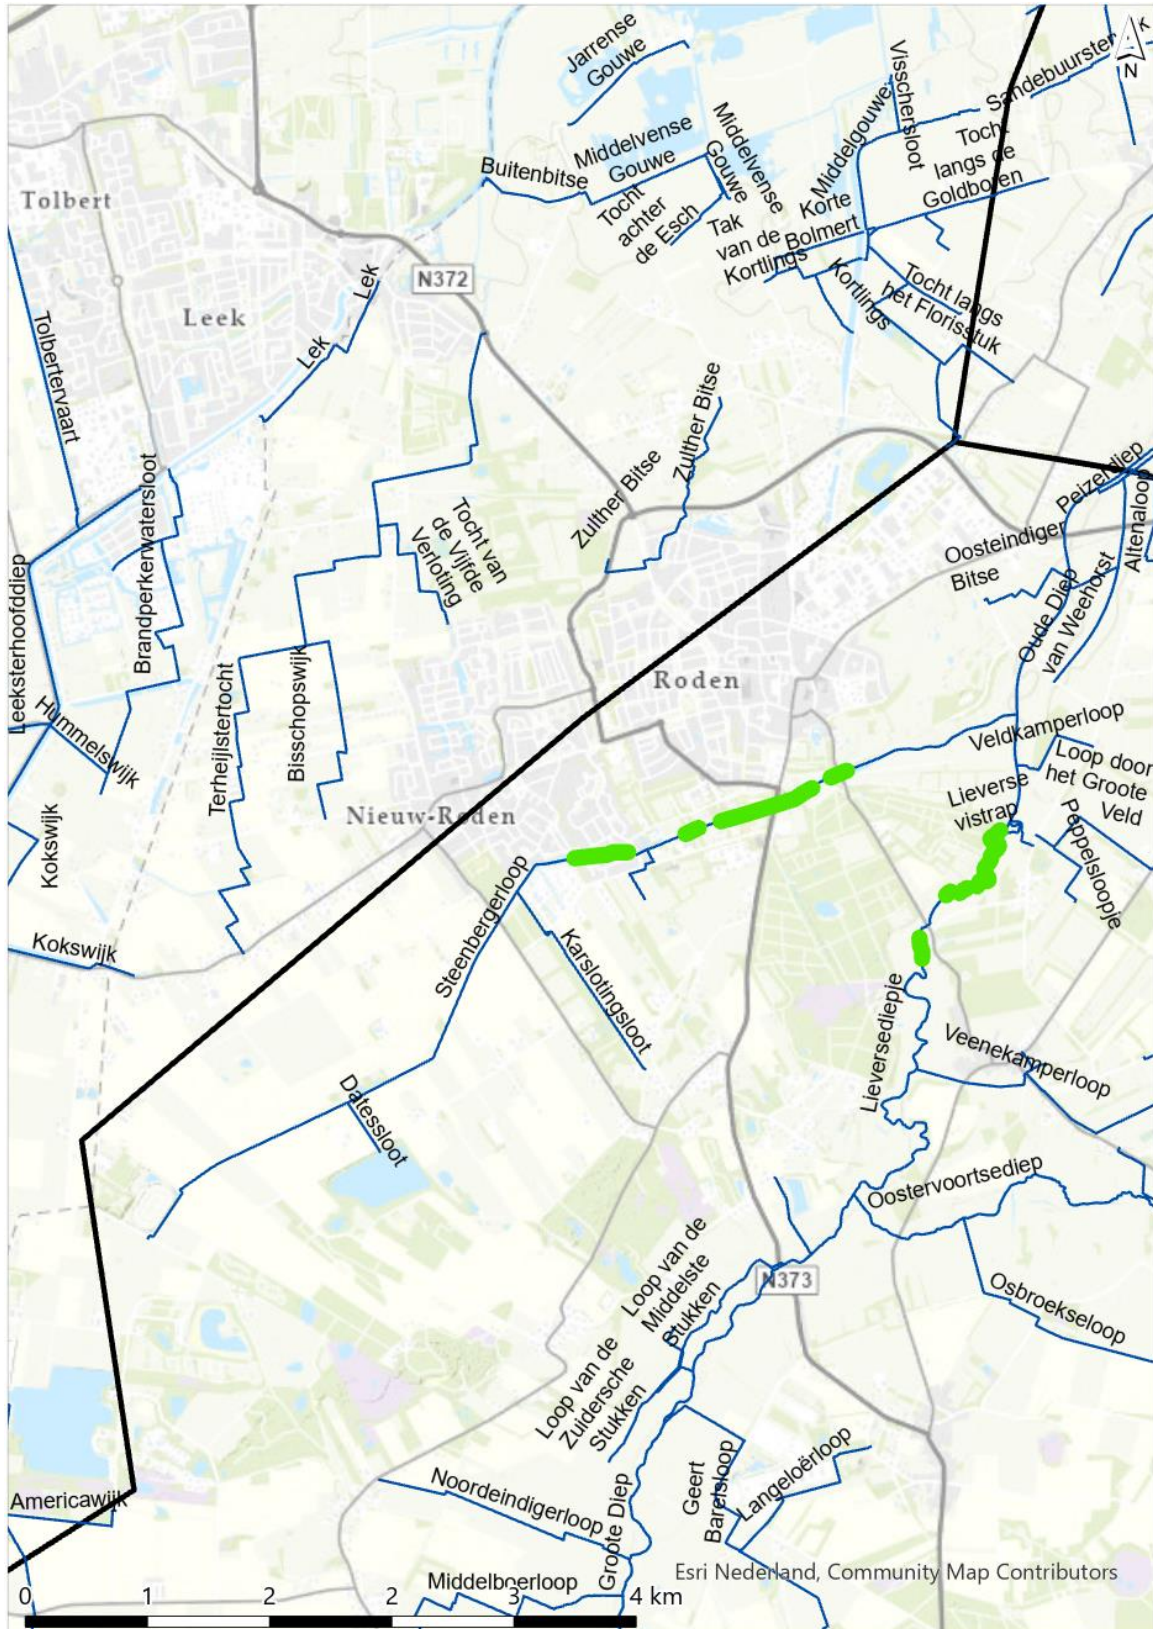 Jarrense
Gouwe
Visschersloot
N
Middelvense
Gouwe
Middelvense
Gouwe
Middelgouwe
Buitenbitse
Tocht
achter
de Esch
Tak
van de
Kortlings
Korte
Bolmert
langs de
Goldboren
Tolbert
Leek
Lek
Lek
N372
Kortlings
Tocht langs
het Florisstuk
Tolbertervaart
Zulther Bitse
Zulther Bitse
Brandperkerwatersloot
Tocht van
de Vijfde
Verloting
Peizerdiep
Altenaloop
Oosteindiger
Bitse
Oude Diep
van Weehorst
Leeksterhoofddiep
Hummelswijk
Terheijlstertocht
Bisschopswijk
Roden
Nieuw-Roden
Veldkamperloop
Loop door
het Groote
Veld
Lieverse
vistrap
Peppelsloopje
Kokswijk
Kokswijk
Steenbergerloop
Karslotingsloot
Lieversediepje
Veenekamperloop
Datessloot
Oostervoortsediep
Loop van de
Middelste
Stukken
N373
Osbroekseloop
Loop van de
Zuidersche
Stukken
Americawijk
Noordeindigerloop
Groote Diep
Geert
Barelsloop
Langeloërloop
Middelboerloop
Esri Nederland, Community Map Contributors
0 1 2 2 3 4 km